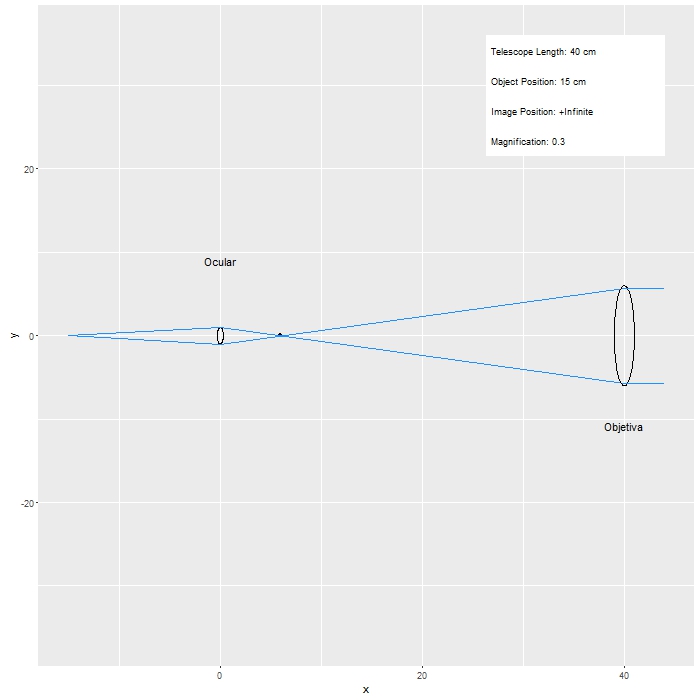 Telescope Length: 40 cm
Object Position: 15 cm
Image Position: +Infinite
Magnification: 0.3
20
Ocular
y
0
Objetiva
-20
0
20
40
x